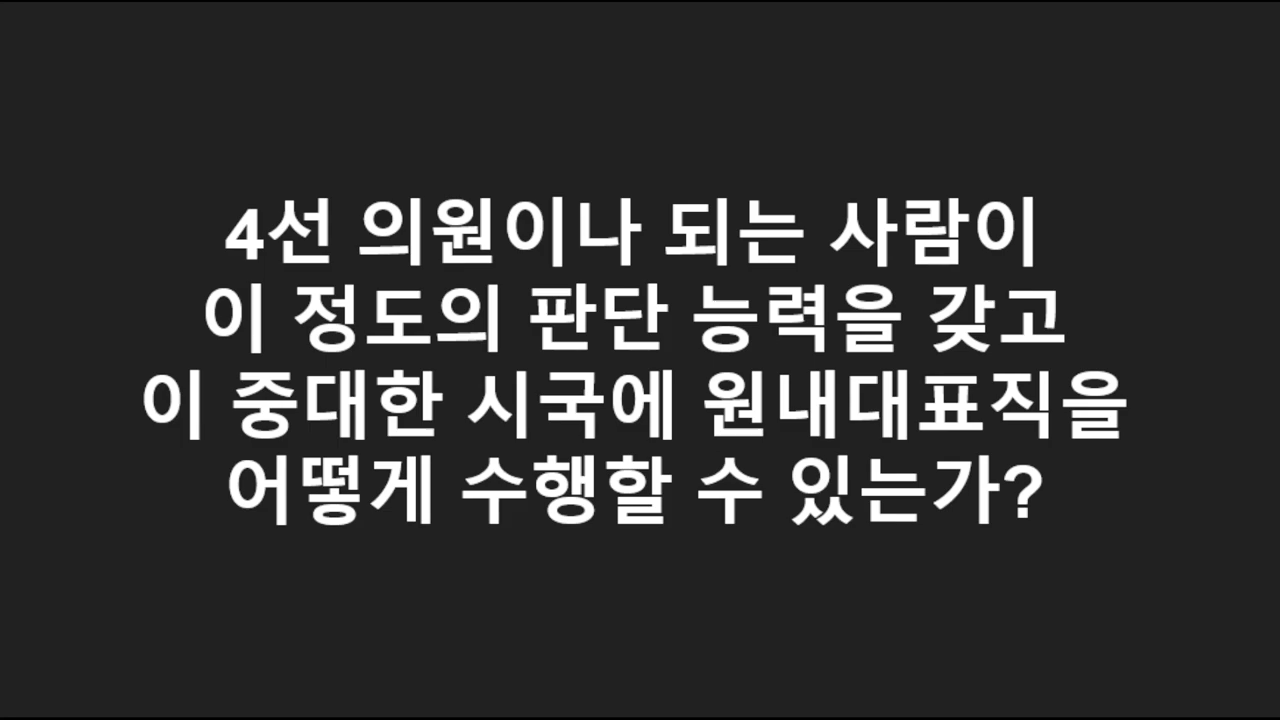 4선 의원이나 되는 사람이
이 정도의 판단 능력을 갖고
이 중대한 시국에 원내대표직을
어떻게 수행할 수 있는가?